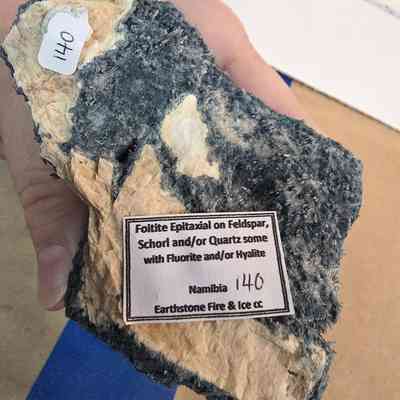 140
Foltite Epitaxial on Feldspar,
Schorl and/or Quartz some
with Fluorite and/or Hyalite
Namibia 140
Earthstone Fire & Ice cc